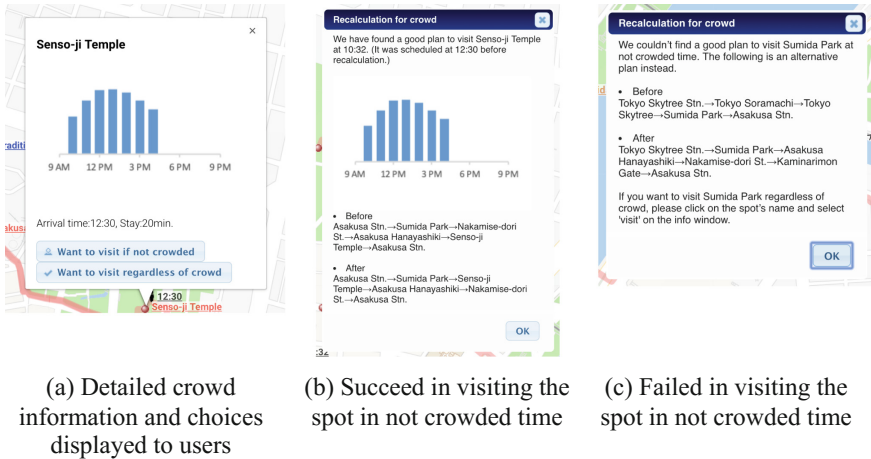 Senso-ji Temple
×
9 AM 12 PM 3 PM 6 PM 9 PM
Arrival time:12:30, Stay:20min.
Want to visit if not crowded
Want to visit regardless of crowd
12:30
Senso-ji Temple
(a) Detailed crowd
information and choices
displayed to users
Recalculation for crowd
We have found a good plan to visit Senso-ji Temple
at 10:32. (It was scheduled at 12:30 before
recalculation.)
9 AM 12 PM 3 PM 6 PM 9 PM
• Before
Asakusa Stn.→Sumida Park→Nakamise-dori
St.→Asakusa Hanayashiki→Senso-ji
Temple→Asakusa Stn.
• After
Asakusa Stn.→Sumida Park→Senso-ji
Temple→Asakusa Hanayashiki→Nakamise-dori
St.→Asakusa Stn.
OK
:32
(b) Succeed in visiting the
spot in not crowded time
Recalculation for crowd
We couldn't find a good plan to visit Sumida Park at
not crowded time. The following is an alternative
plan instead.
• Before
Tokyo Skytree Stn.→Tokyo Soramachi→Tokyo
Skytree→Sumida Park→Asakusa Stn.
• After
Tokyo Skytree Stn.→Sumida Park→Asakusa
Hanayashiki→Nakamise-dori St.→Kaminarimon
Gate→Asakusa Stn.
If you want to visit Sumida Park regardless of
crowd, please click on the spot's name and select
'visit' on the info window.
OK
(c) Failed in visiting the
spot in not crowded time